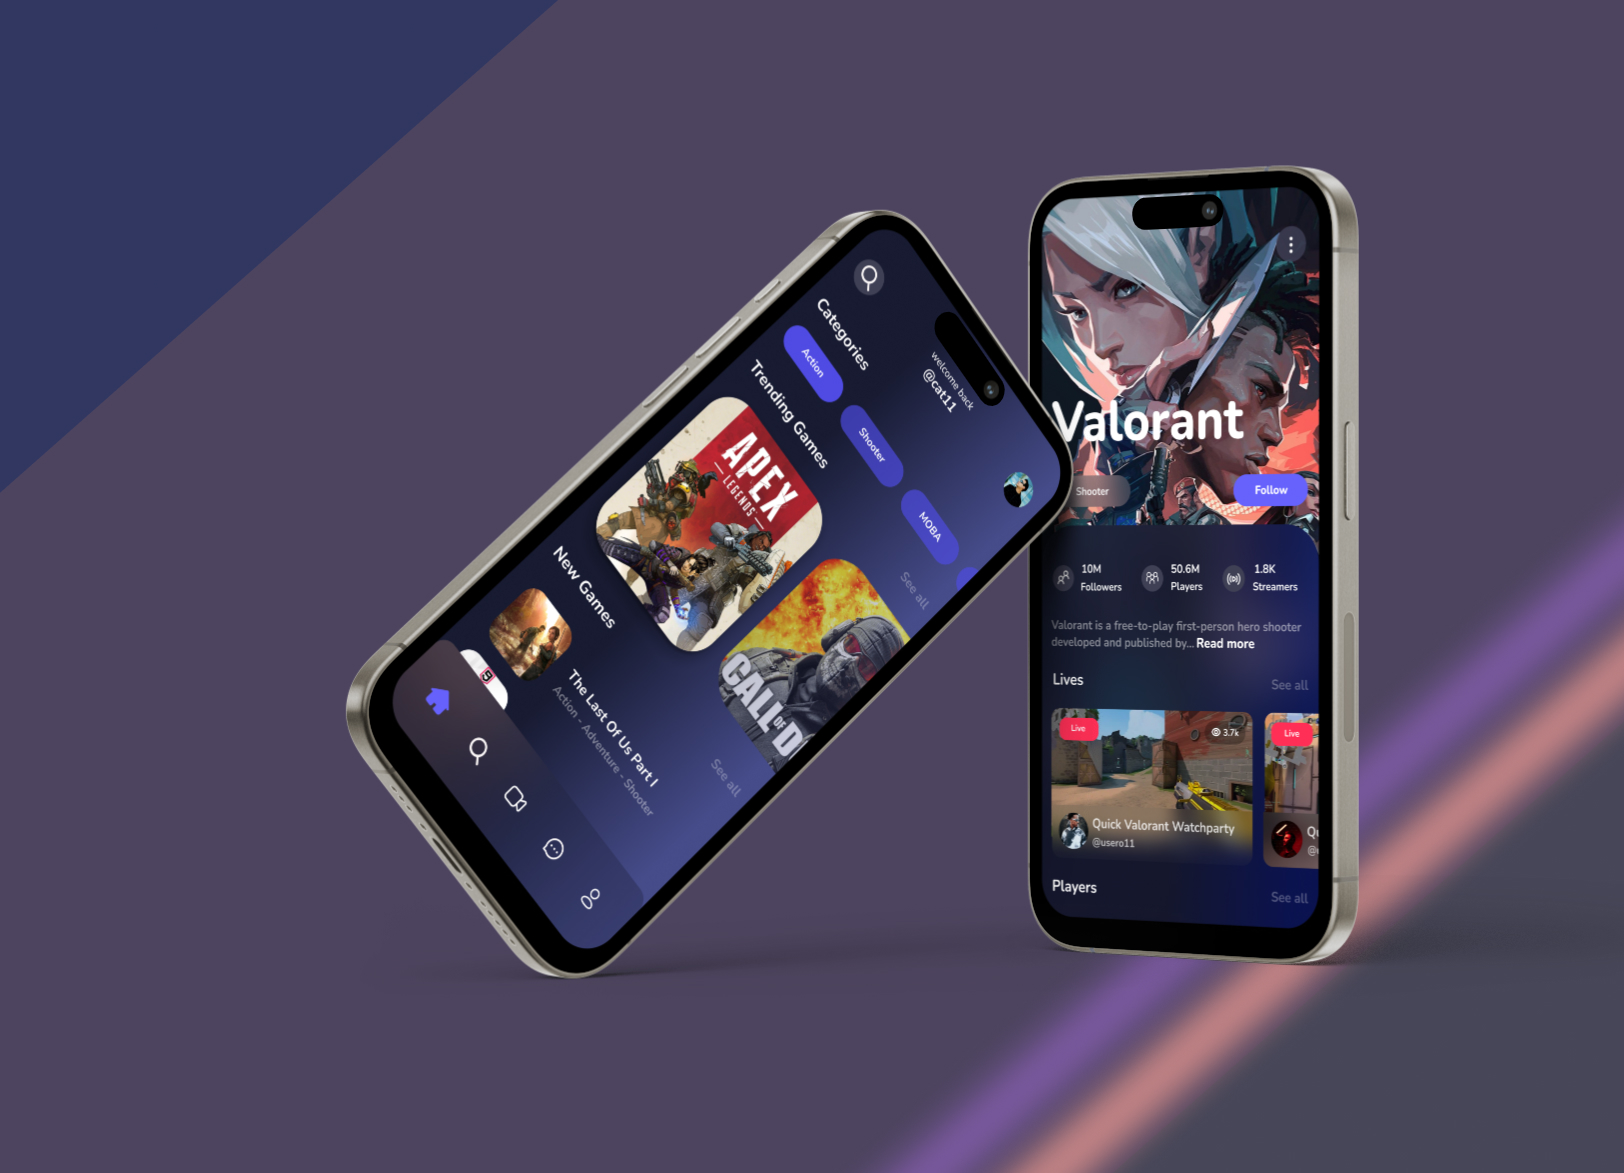 welcome back
@cat11
Categories
Action
Shooter
MOBA
Trending Games
See all
APEX
LEGENDS
CALL OF D
New Games
See all
The Last Of Us Part I
Action - Adventure - Shooter
Valorant
Shooter
Follow
10M
Followers
50.6M
Players
1.8K
Streamers
Valorant is a free-to-play first-person hero shooter
developed and published by... Read more
Lives
See all
Live
3.7k
Quick Valorant Watchparty
@usero11
Live
Qu
Players
See all